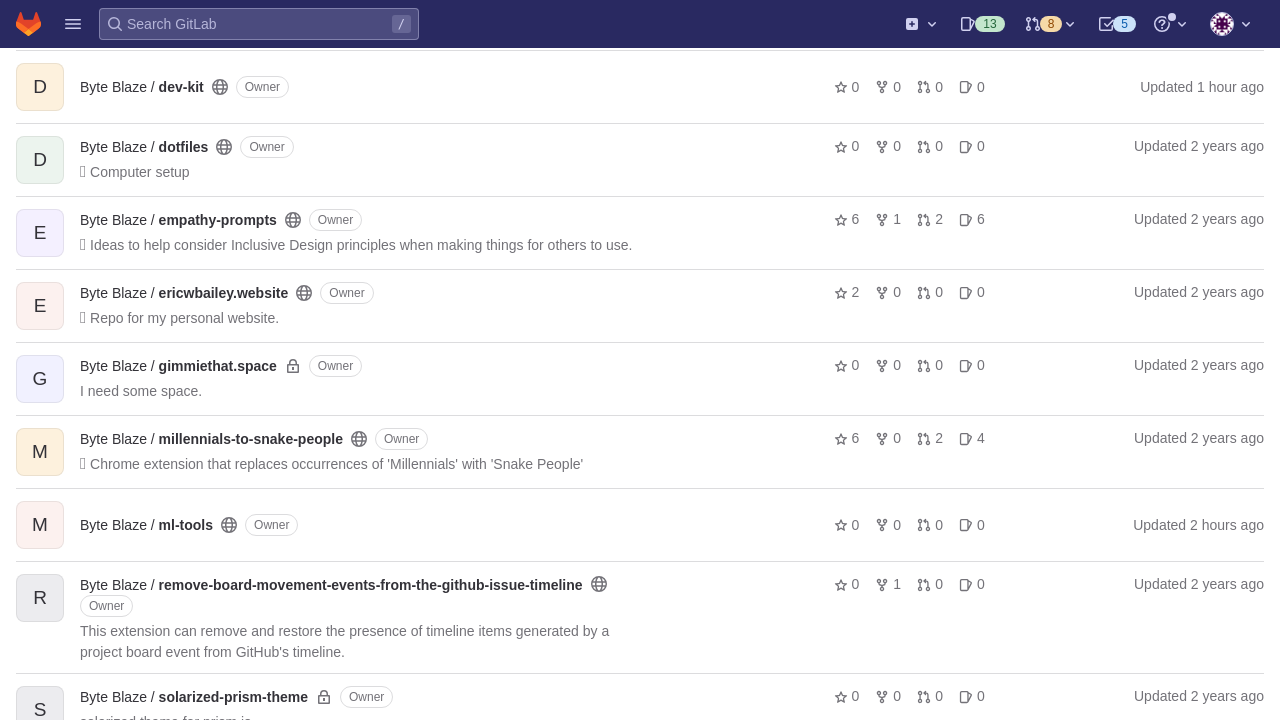 Search GitLab / 13 8 5
D Byte Blaze / dev-kit Owner 0 0 0 0 Updated 1 hour ago
D Byte Blaze / dotfiles Owner 0 0 0 0 Updated 2 years ago
Computer setup
E Byte Blaze / empathy-prompts Owner 6 1 2 6 Updated 2 years ago
Ideas to help consider Inclusive Design principles when making things for others to use.
E Byte Blaze / ericwbailey.website Owner 2 0 0 0 Updated 2 years ago
Repo for my personal website.
G Byte Blaze / gimmiethat.space Owner 0 0 0 0 Updated 2 years ago
I need some space.
M Byte Blaze / millennials-to-snake-people Owner 6 0 2 4 Updated 2 years ago
Chrome extension that replaces occurrences of 'Millennials' with 'Snake People'
M Byte Blaze / ml-tools Owner 0 0 0 0 Updated 2 hours ago
R Byte Blaze / remove-board-movement-events-from-the-github-issue-timeline 0 1 0 0 Updated 2 years ago
Owner
This extension can remove and restore the presence of timeline items generated by a
project board event from GitHub's timeline.
S Byte Blaze / solarized-prism-theme Owner 0 0 0 0 Updated 2 years ago